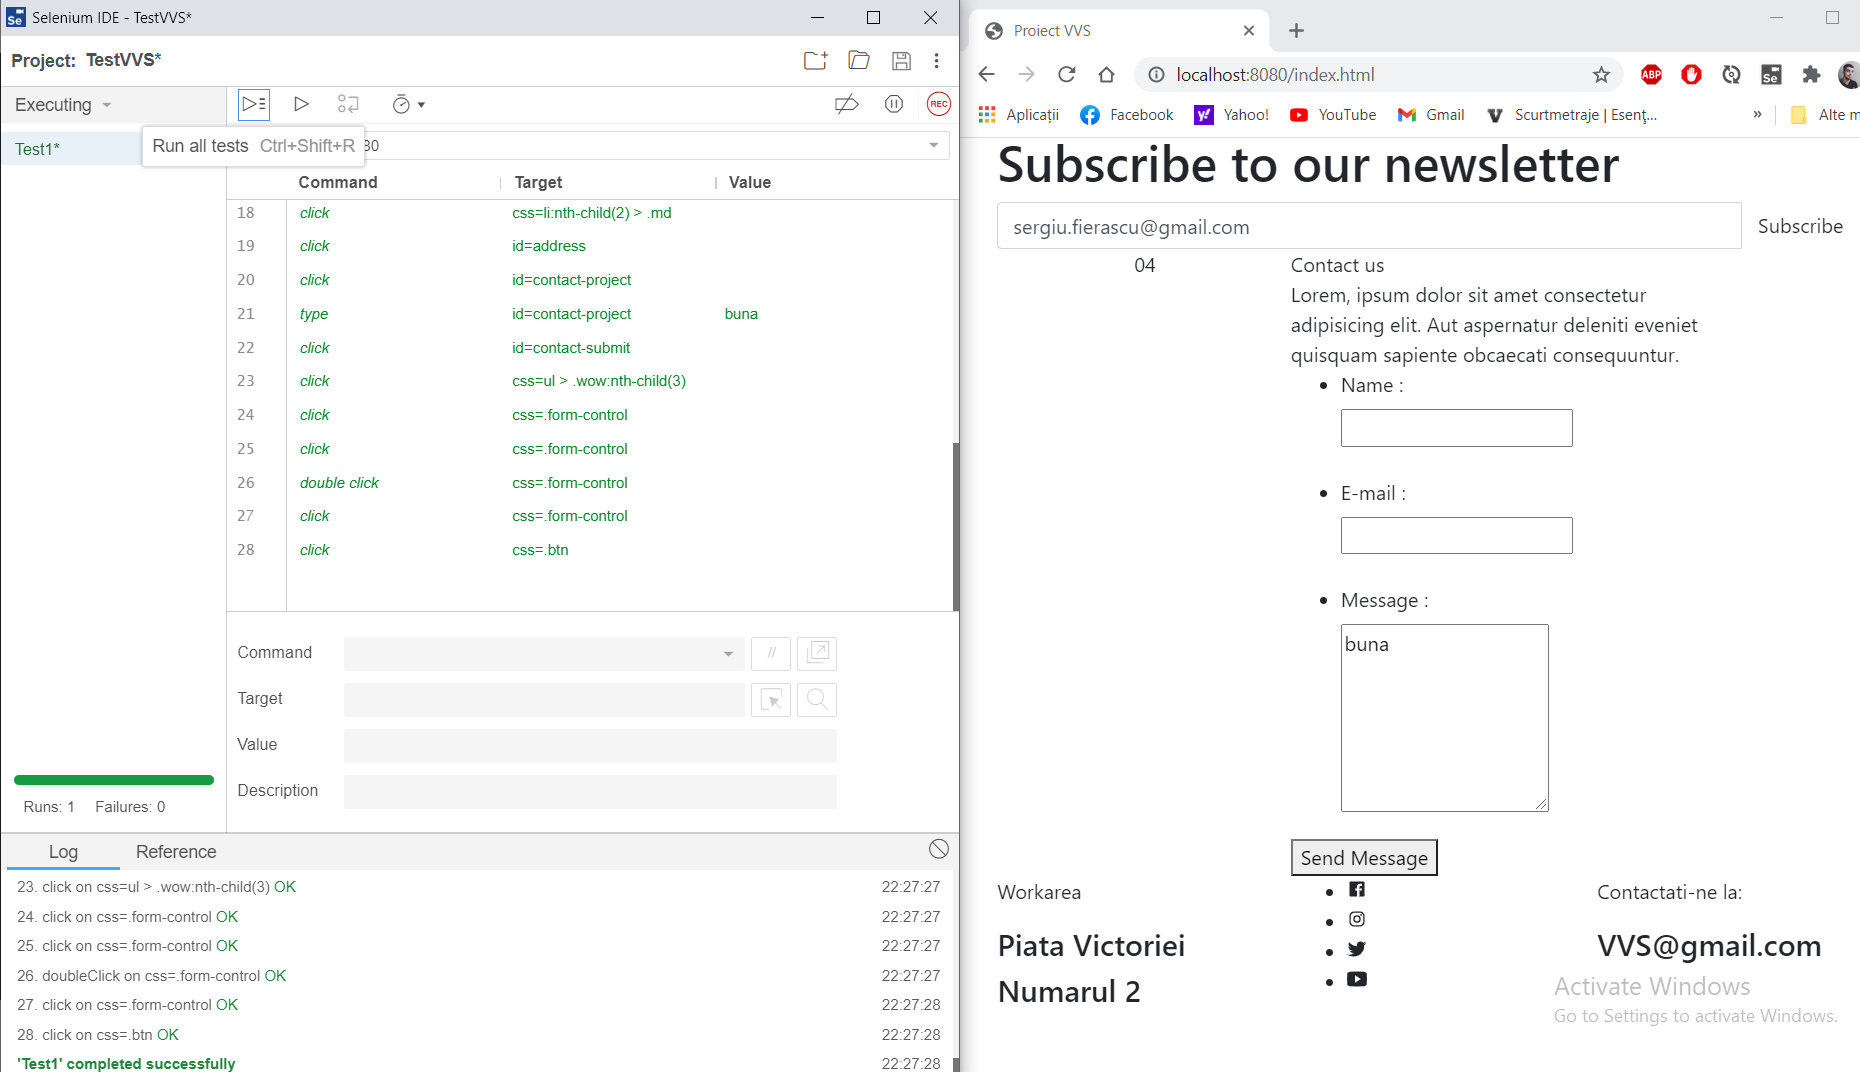 Selenium IDE - TestVVS*
Project: TestVVS*
Executing
REC
Test1*
Run all tests Ctrl+Shift+R
30
Command Target Value
18 click css=li:nth-child(2) > .md
19 click id=address
20 click id=contact-project
21 type id=contact-project buna
22 click id=contact-submit
23 click css=ul > .wow:nth-child(3)
24 click css=.form-control
25 click css=.form-control
26 double click css=.form-control
27 click css=.form-control
28 click css=.btn
Command //
Target
Value
Description
Runs: 1 Failures: 0
Log Reference
23. click on css=ul > .wow:nth-child(3) OK 22:27:27
24. click on css=.form-control OK 22:27:27
25. click on css=.form-control OK 22:27:27
26. doubleClick on css=.form-control OK 22:27:27
27. click on css=.form-control OK 22:27:28
28. click on css=.btn OK 22:27:28
'Test1' completed successfully 22:27:28
Proiect VVS
localhost:8080/index.html
ABP
Se
Aplicații Facebook Yahoo! YouTube Gmail Scurtmetraje | Esenţ... » Alte m
Subscribe to our newsletter
sergiu.fierascu@gmail.com Subscribe
04 Contact us
Lorem, ipsum dolor sit amet consectetur
adipisicing elit. Aut aspernatur deleniti eveniet
quisquam sapiente obcaecati consequuntur.
Name :
E-mail :
Message :
buna
Send Message
Workarea
Piata Victoriei
Numarul 2
Contactati-ne la:
VVS@gmail.com
Activate Windows
Go to Settings to activate Windows.